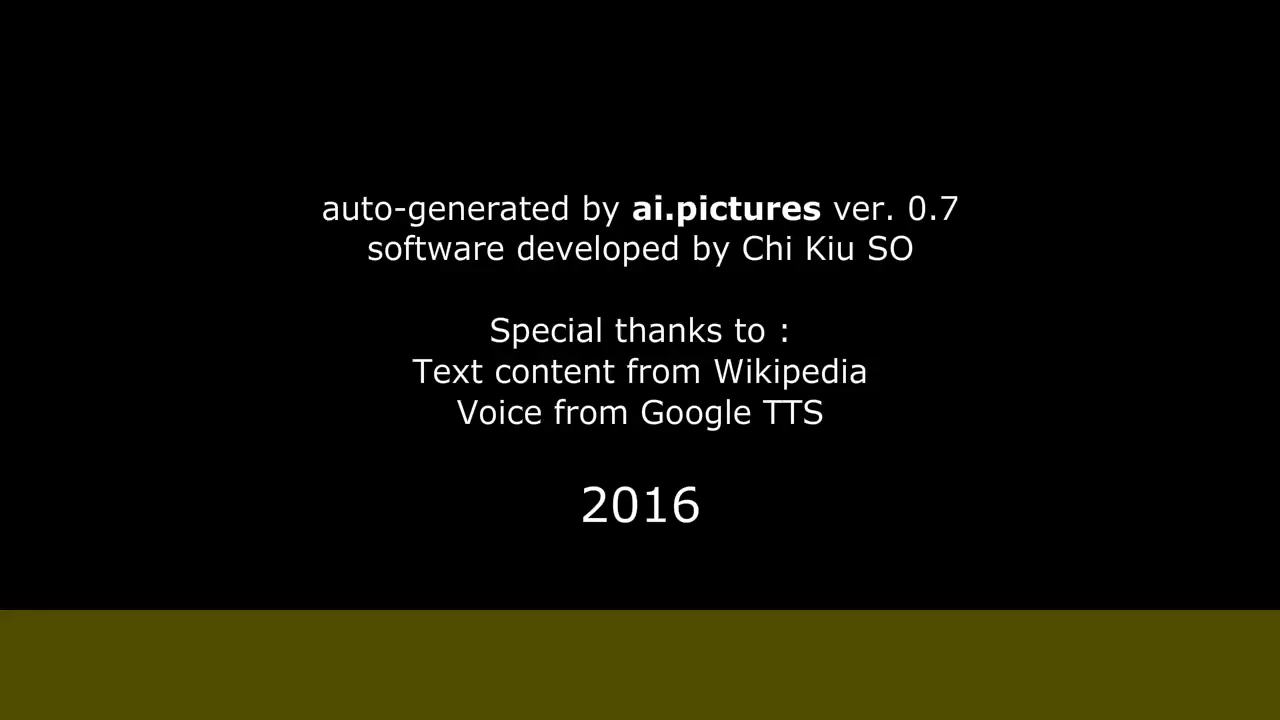 auto-generated by ai.pictures ver. 0.7
software developed by Chi Kiu SO
Special thanks to :
Text content from Wikipedia
Voice from Google TTS
2016